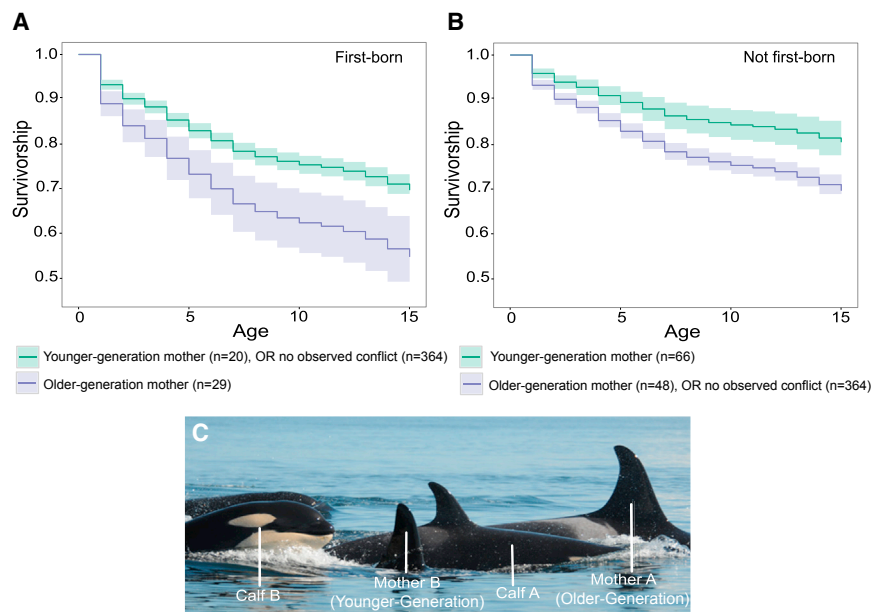 A
First-born
1.0
0.9
0.8
0.7
0.6
0.5
Survivorship
0 5 10 15
Age
Younger-generation mother (n=20), OR no observed conflict (n=364)
Older-generation mother (n=29)
B
Not first-born
1.0
0.9
0.8
0.7
0.6
0.5
Survivorship
0 5 10 15
Age
Younger-generation mother (n=66)
Older-generation mother (n=48), OR no observed conflict (n=364)
C
Calf B
Mother B
(Younger-Generation)
Calf A
Mother A
(Older-Generation)